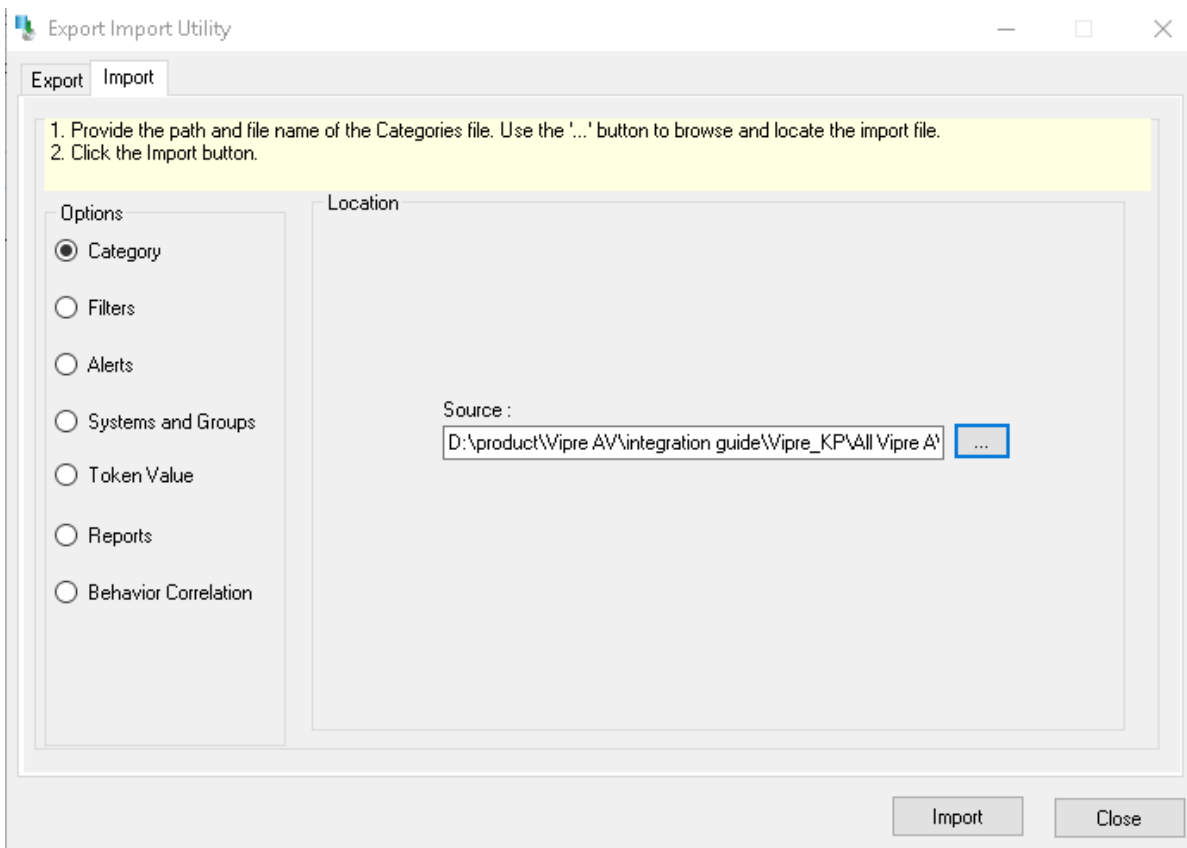 Export Import Utility
Export
Import
1. Provide the path and file name of the Categories file. Use the '...' button to browse and locate the import file.
2. Click the Import button.
Options
Category
Filters
Alerts
Systems and Groups
Token Value
Reports
Behavior Correlation
Location
Source :
D:\product\Vipre AV\integration guide\Vipre_KP\All Vipre A\
...
Import
Close